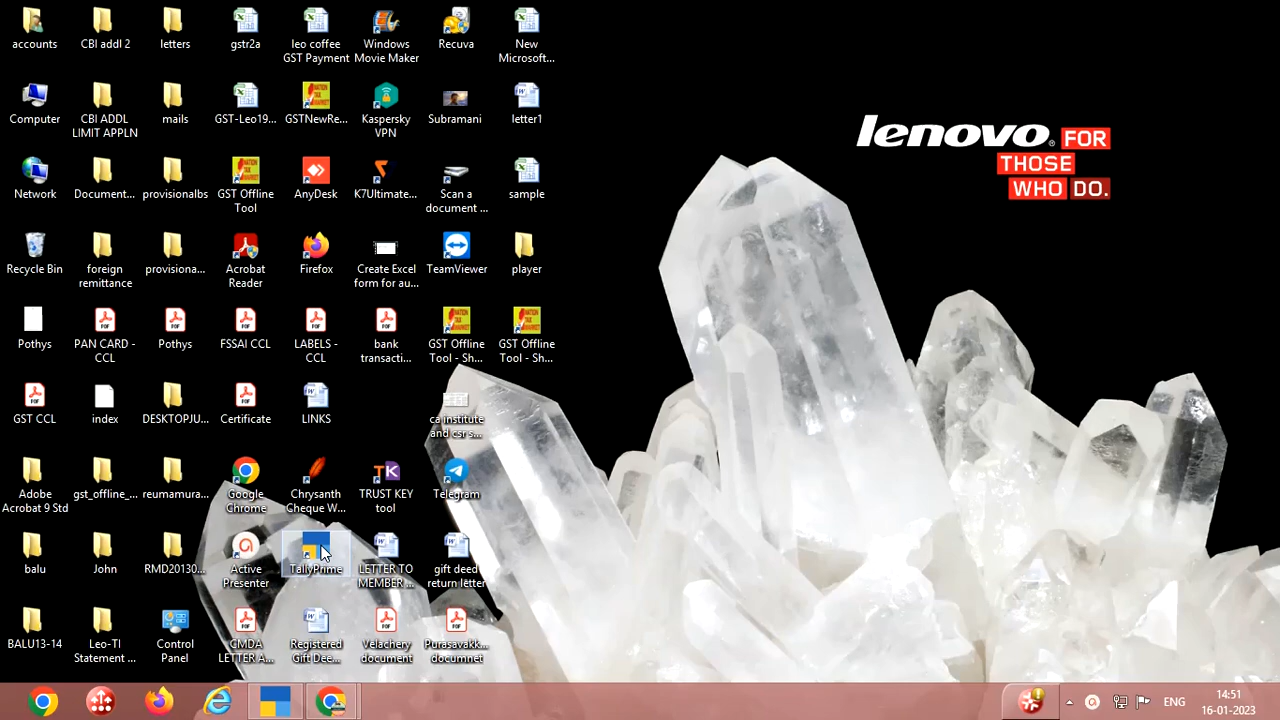 accounts
CBI addl 2
letters
gstr2a
leo coffee
GST Payment
Windows
Movie Maker
Recuva
New
Microsoft...
Computer
CBI ADDL
LIMIT APPLN
mails
GST-Leo19...
GSTNewRe...
Kaspersky
VPN
Subramani
letter1
Network
Document...
provisionalbs
GST Offline
Tool
AnyDesk
K7Ultimate...
Scan a
document ...
sample
Recycle Bin
foreign
remittance
provisiona...
Acrobat
Reader
Firefox
Create Excel
form for au...
TeamViewer
player
Pothys
PAN CARD -
CCL
Pothys
FSSAI CCL
LABELS -
CCL
bank
transacti...
GST Offline
Tool - Sh...
GST Offline
Tool - Sh...
GST CCL
index
DESKTOPJU...
Certificate
LINKS
ca institute
and csr s...
Adobe
Acrobat 9 Std
gst_offline_...
reumamura...
Google
Chrome
Chrysanth
Cheque W...
TRUST KEY
tool
Telegram
balu
John
RMD20130...
Active
Presenter
TallyPrime
LETTER TO
MEMBER ...
gift deed
return letter
BALU13-14
Leo-TI
Statement ...
Control
Panel
CMDA
LETTER A...
Registered
Gift Dee...
Velachery
document
Purasavakk...
documnet
lenovo FOR
THOSE
WHO DO.
ENG
14:51
16-01-2023